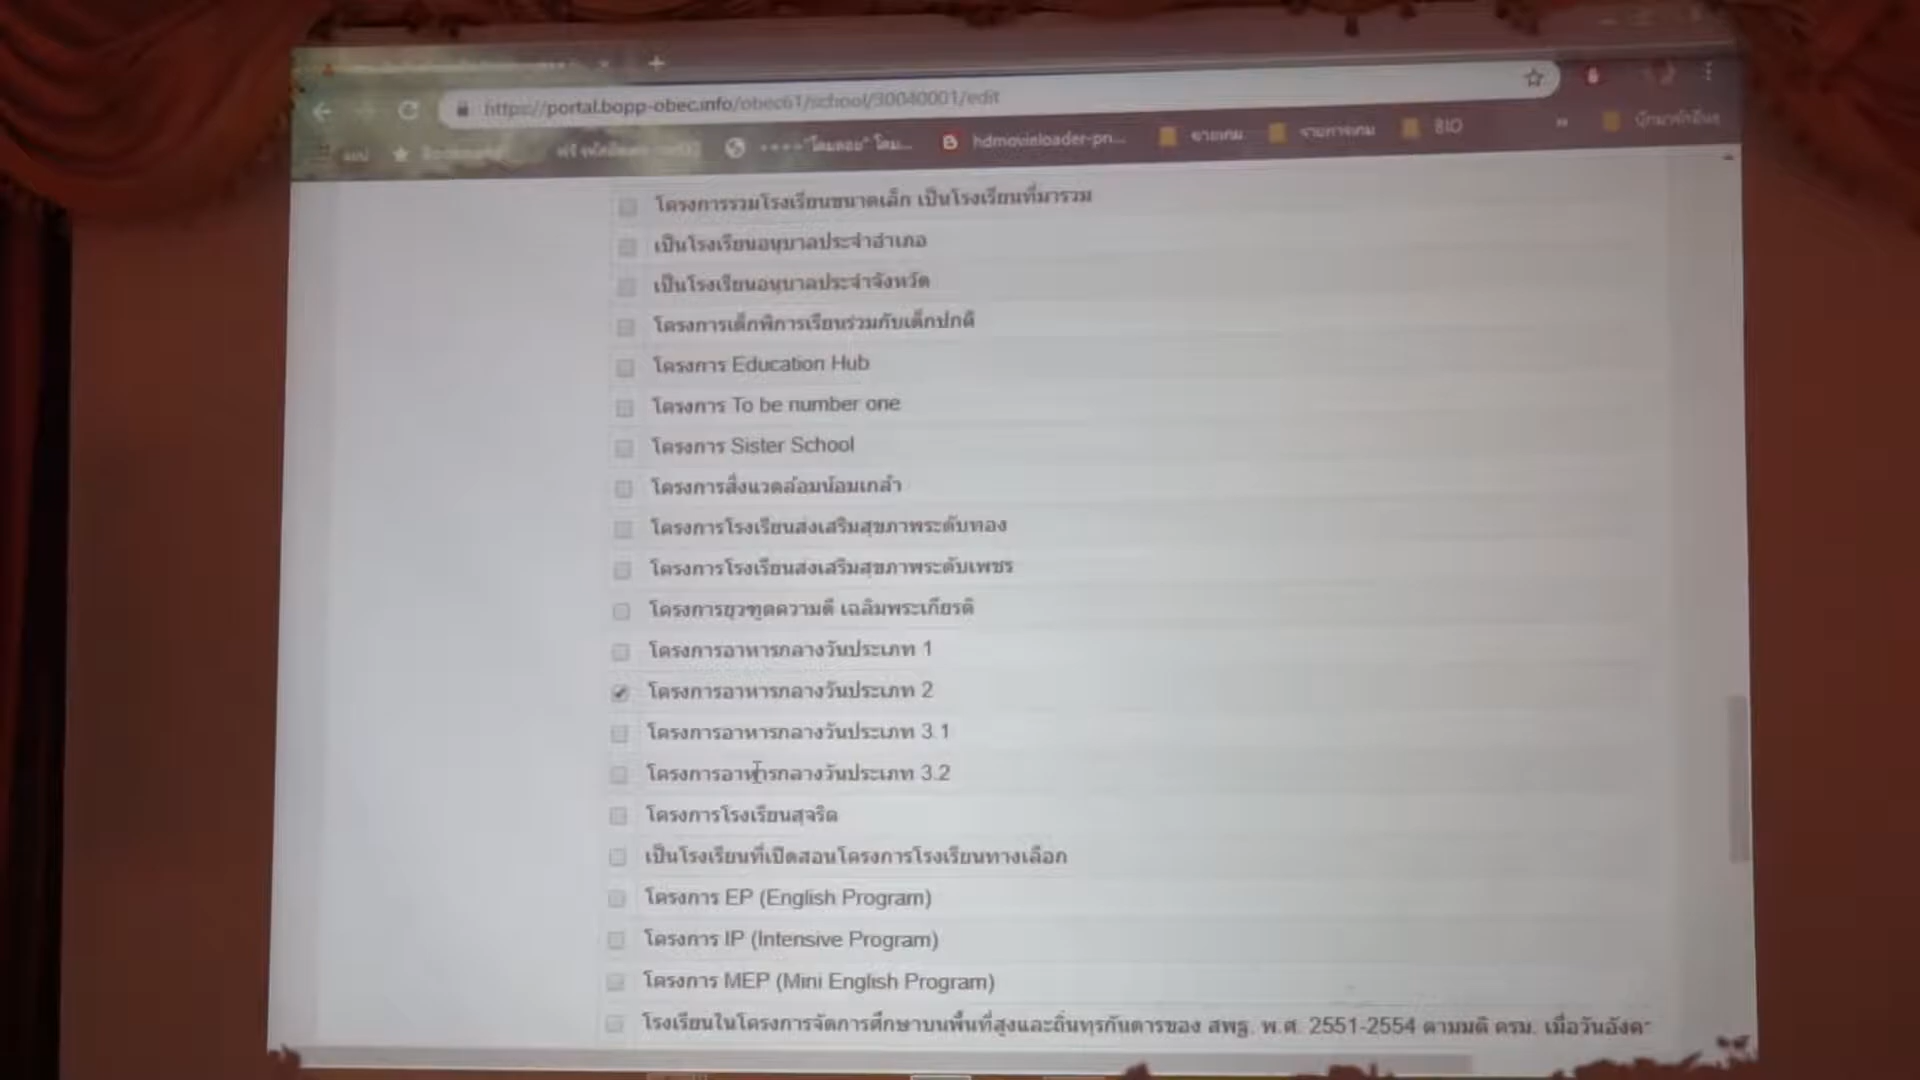 https://portal.bopp-obec.info/obec61/school/30040001/edit
"โดมดอย" โดม...
hdmovieloader-pn...
ขายเกม
รายการเกม
BIO
โครงการรวมโรงเรียนขนาดเล็ก เป็นโรงเรียนที่มารวม
เป็นโรงเรียนอนุบาลประจำอำเภอ
เป็นโรงเรียนอนุบาลประจำจังหวัด
โครงการเด็กพิการเรียนร่วมกับเด็กปกติ
โครงการ Education Hub
โครงการ To be number one
โครงการ Sister School
โครงการสิ่งแวดล้อมน้อมเกล้า
โครงการโรงเรียนส่งเสริมสุขภาพระดับทอง
โครงการโรงเรียนส่งเสริมสุขภาพระดับเพชร
โครงการยุวฑูตความดี เฉลิมพระเกียรติ
โครงการอาหารกลางวันประเภท 1
โครงการอาหารกลางวันประเภท 2
โครงการอาหารกลางวันประเภท 3.1
โครงการอาหารกลางวันประเภท 3.2
โครงการโรงเรียนสุจริต
เป็นโรงเรียนที่เปิดสอนโครงการโรงเรียนทางเลือก
โครงการ EP (English Program)
โครงการ IP (Intensive Program)
โครงการ MEP (Mini English Program)
โรงเรียนในโครงการจัดการศึกษาบนพื้นที่สูงและถิ่นทุรกันดารของ สพฐ. พ.ศ. 2551-2554 ตามมติ ครม. เมื่อวันอังค